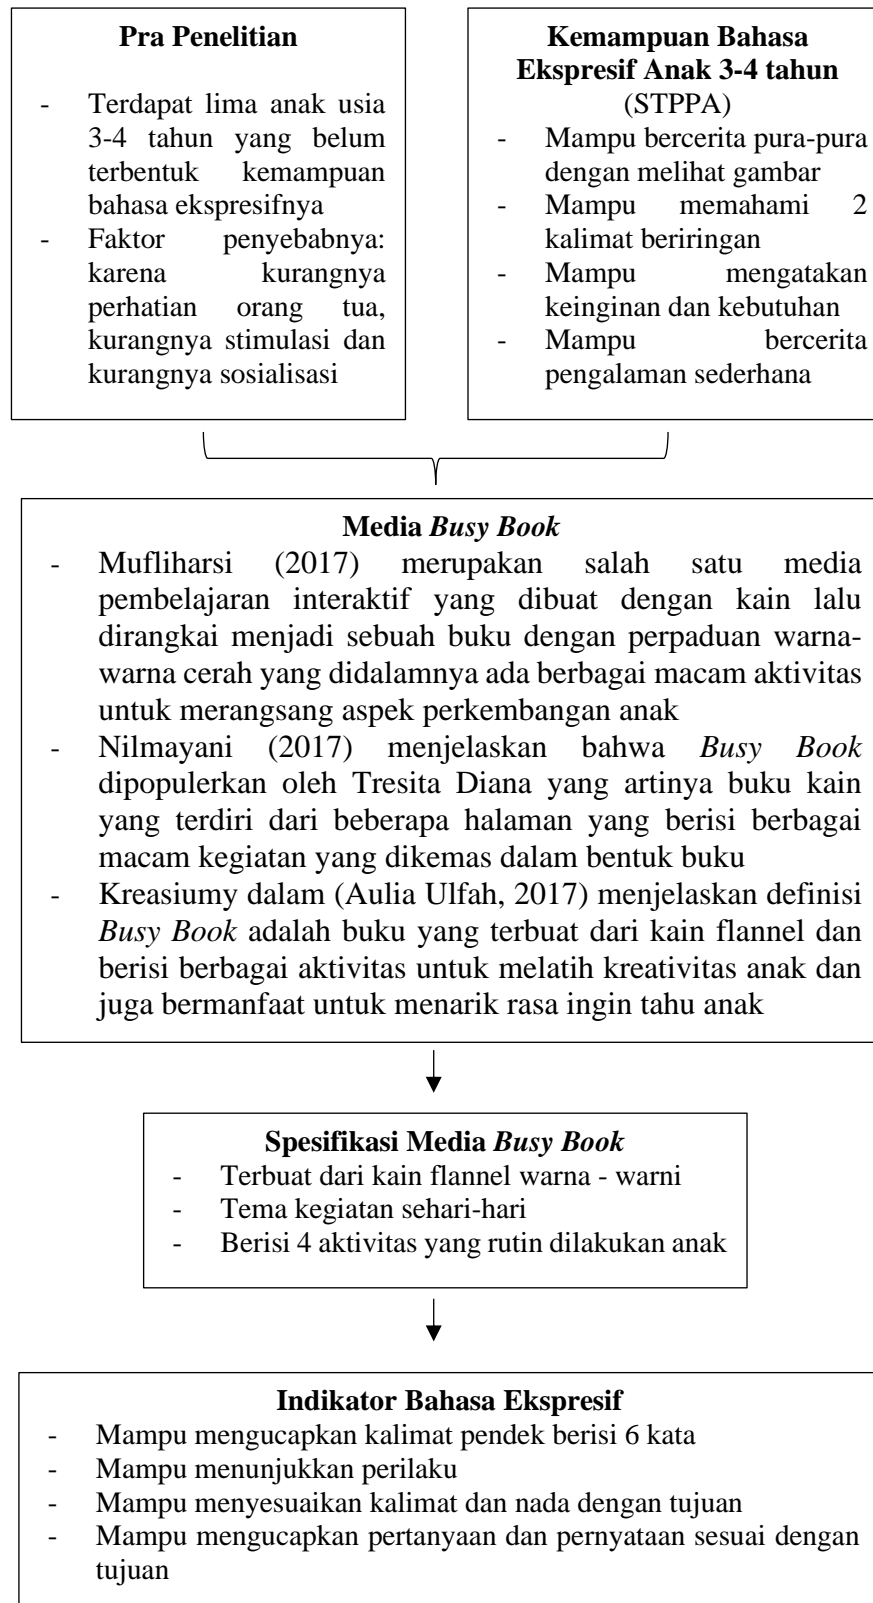 Pra Penelitian
- Terdapat lima anak usia
3-4 tahun yang belum
terbentuk kemampuan
bahasa ekspresifnya
- Faktor penyebabnya:
karena kurangnya
perhatian orang tua,
kurangnya stimulasi dan
kurangnya sosialisasi
Kemampuan Bahasa
Ekspresif Anak 3-4 tahun
(STPPA)
- Mampu bercerita pura-pura
dengan melihat gambar
- Mampu memahami 2
kalimat beriringan
- Mampu mengatakan
keinginan dan kebutuhan
- Mampu bercerita
pengalaman sederhana
Media Busy Book
- Mufliharsi (2017) merupakan salah satu media
pembelajaran interaktif yang dibuat dengan kain lalu
dirangkai menjadi sebuah buku dengan perpaduan warna-
warna cerah yang didalamnya ada berbagai macam aktivitas
untuk merangsang aspek perkembangan anak
- Nilmayani (2017) menjelaskan bahwa Busy Book
dipopulerkan oleh Tresita Diana yang artinya buku kain
yang terdiri dari beberapa halaman yang berisi berbagai
macam kegiatan yang dikemas dalam bentuk buku
- Kreasiumy dalam (Aulia Ulfah, 2017) menjelaskan definisi
Busy Book adalah buku yang terbuat dari kain flannel dan
berisi berbagai aktivitas untuk melatih kreativitas anak dan
juga bermanfaat untuk menarik rasa ingin tahu anak
Spesifikasi Media Busy Book
- Terbuat dari kain flannel warna - warni
- Tema kegiatan sehari-hari
- Berisi 4 aktivitas yang rutin dilakukan anak
Indikator Bahasa Ekspresif
- Mampu mengucapkan kalimat pendek berisi 6 kata
- Mampu menunjukkan perilaku
- Mampu menyesuaikan kalimat dan nada dengan tujuan
- Mampu mengucapkan pertanyaan dan pernyataan sesuai dengan
tujuan